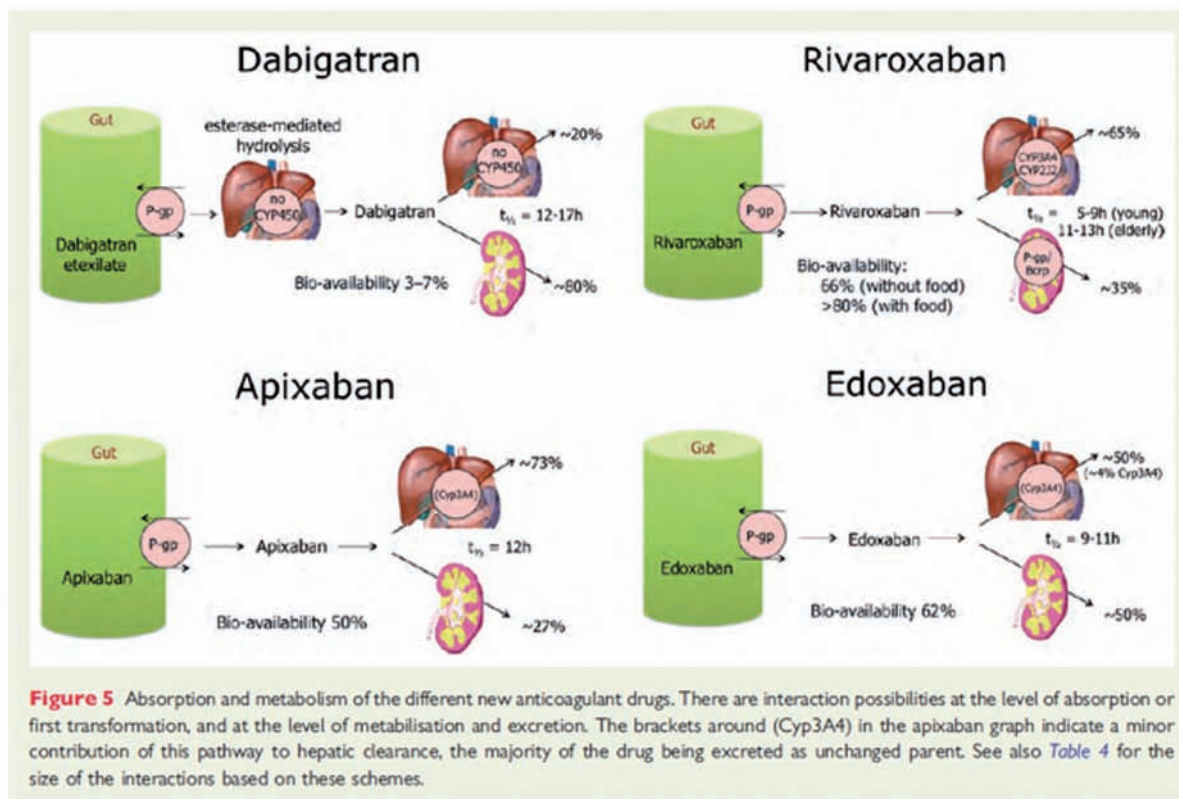 Dabigatran
Gut
esterase-mediated
hydrolysis
P-gp
no
CYP450
Dabigatran
etexilate
Dabigatran
no
CYP450
~20%
t½ = 12-17h
Bio-availability 3–7%
~80%
Rivaroxaban
Gut
P-gp
Rivaroxaban
Rivaroxaban
CYP3A4
CYP2J2
~65%
t½ = 5-9h (young)
11-13h (elderly)
Bio-availability:
66% (without food)
>80% (with food)
P-gp/
Bcrp
~35%
Apixaban
Gut
P-gp
Apixaban
Apixaban
(Cyp3A4)
~73%
t½ = 12h
Bio-availability 50%
~27%
Edoxaban
Gut
P-gp
Edoxaban
Edoxaban
(Cyp3A4)
~50%
(~4% Cyp3A4)
t½ = 9-11h
Bio-availability 62%
~50%
Figure 5 Absorption and metabolism of the different new anticoagulant drugs. There are interaction possibilities at the level of absorption or
first transformation, and at the level of metabilisation and excretion. The brackets around (Cyp3A4) in the apixaban graph indicate a minor
contribution of this pathway to hepatic clearance, the majority of the drug being excreted as unchanged parent. See also Table 4 for the
size of the interactions based on these schemes.